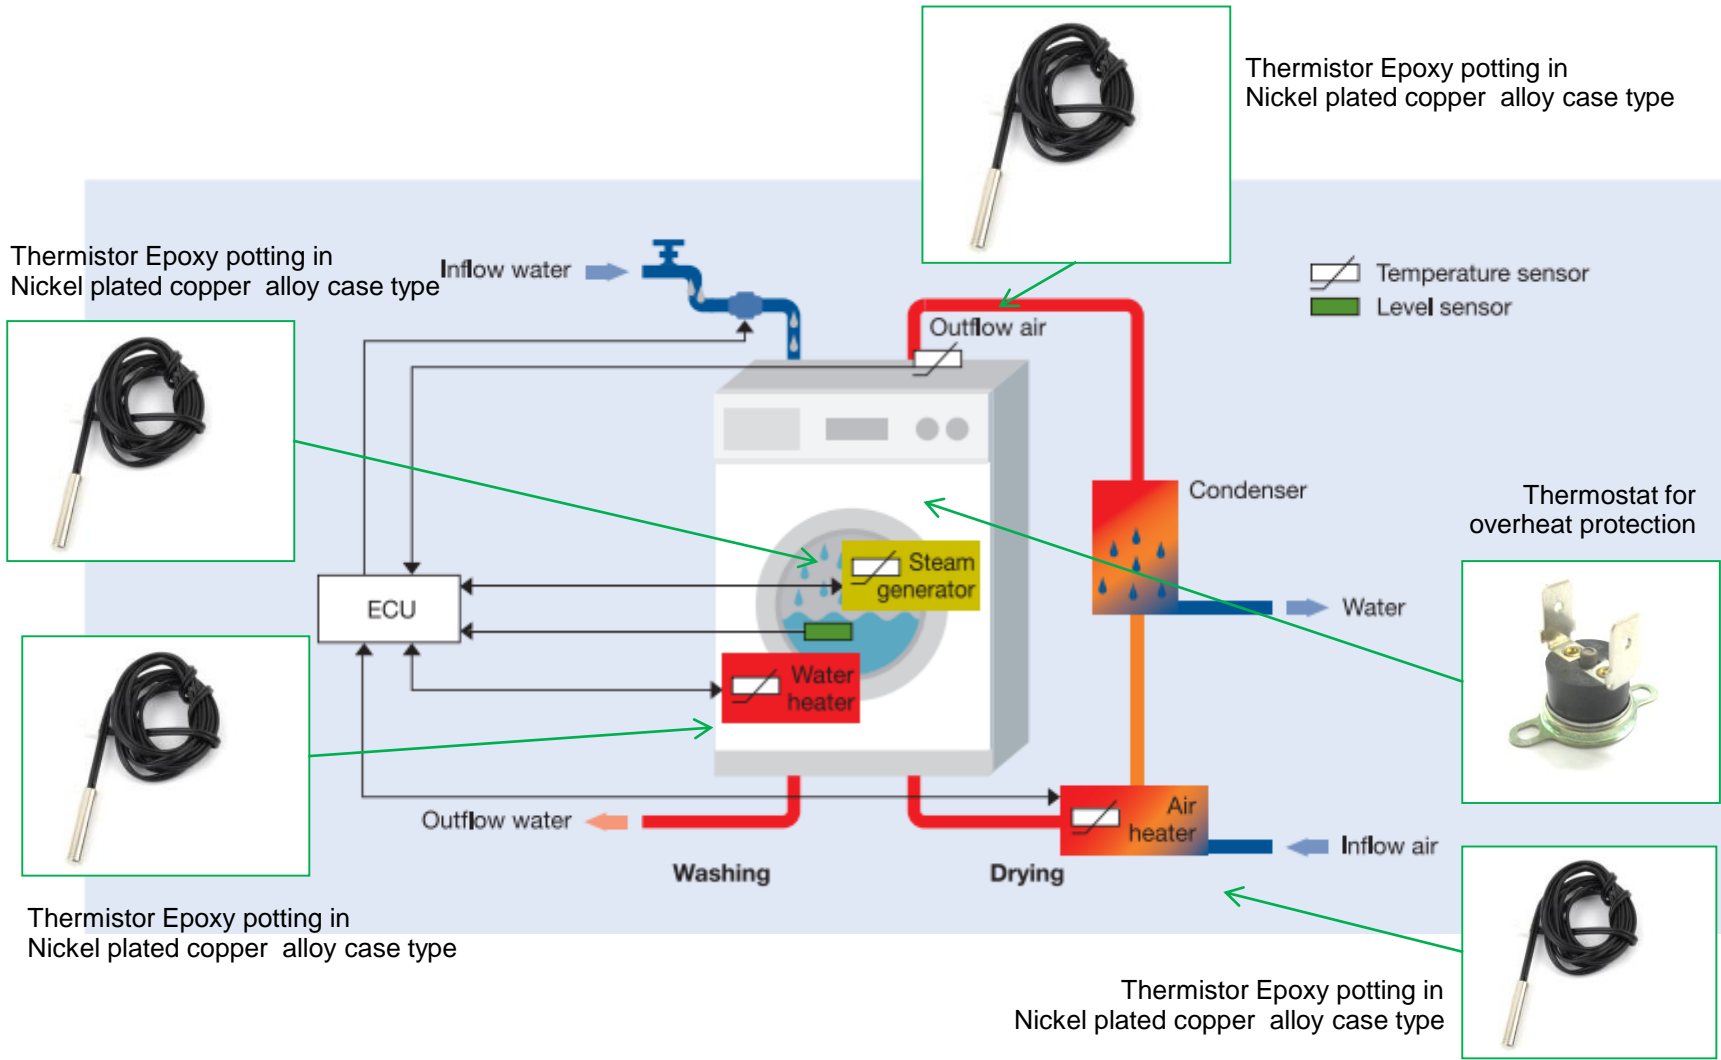 Thermistor Epoxy potting in
Nickel plated copper  alloy case type
Thermistor Epoxy potting in
Nickel plated copper  alloy case type
Inflow water
Temperature sensor
Level sensor
Outflow air
Condenser
Thermostat for
overheat protection
Steam
generator
ECU
Water
Water
heater
Air
heater
Outflow water
Inflow air
Washing
Drying
Thermistor Epoxy potting in
Nickel plated copper  alloy case type
Thermistor Epoxy potting in
Nickel plated copper  alloy case type